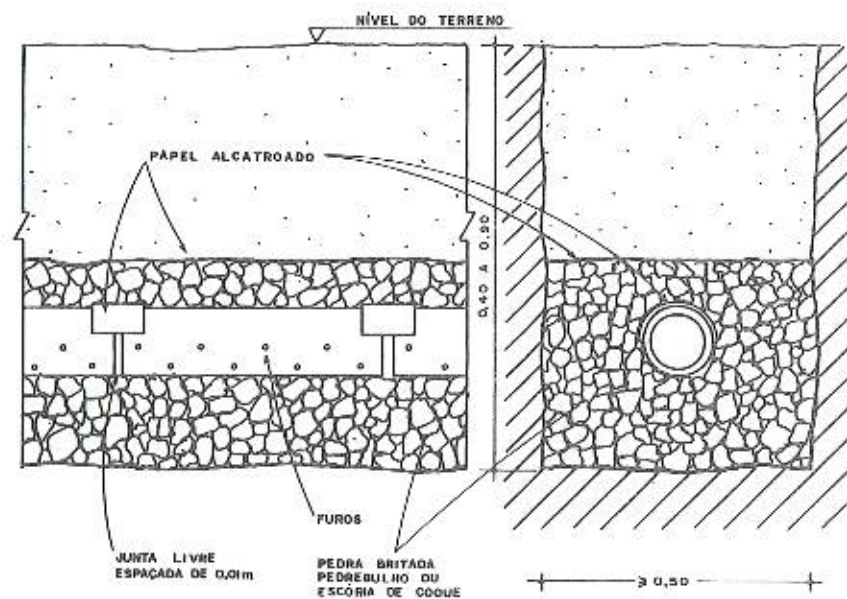 NÍVEL DO TERRENO
PAPEL ALCATROADO
0,40 A 0,90
FUROS
JUNTA LIVRE
ESPAÇADA DE 0,01m
PEDRA BRITADA
PEDREGULHO OU
ESCÓRIA DE COQUE
≥ 0,50